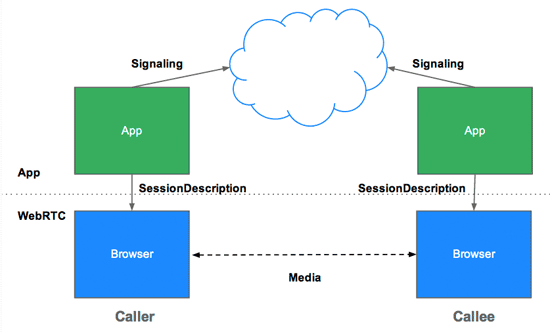 Signaling
Signaling
App
App
App
SessionDescription
SessionDescription
WebRTC
Browser
Browser
Media
Caller
Callee